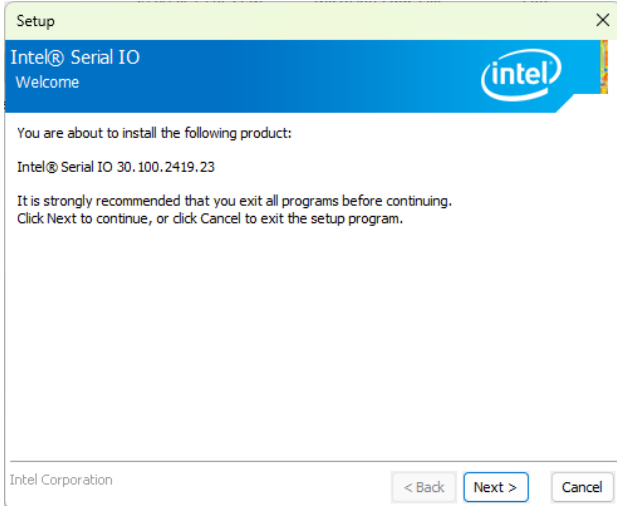 Setup
Intel® Serial IO
Welcome
intel
You are about to install the following product:
Intel® Serial IO 30.100.2419.23
It is strongly recommended that you exit all programs before continuing.
Click Next to continue, or click Cancel to exit the setup program.
Intel Corporation
< Back
Next >
Cancel